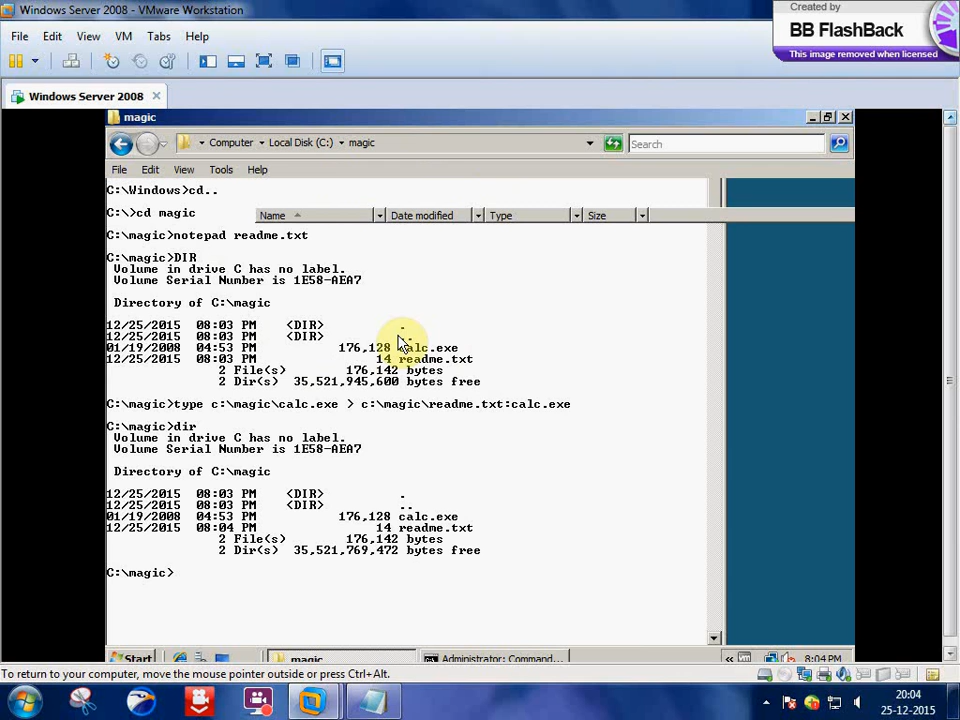 Windows Server 2008 - VMware Workstation
Created by
BB FlashBack
This image removed when licensed
File Edit View VM Tabs Help
Windows Server 2008
magic
Computer Local Disk (C:) magic
Search
File Edit View Tools Help
C:\Windows>cd..
C:\>cd magic
Name Date modified Type Size
C:\magic>notepad readme.txt
C:\magic>DIR
Volume in drive C has no label.
Volume Serial Number is 1E58-AEA7
Directory of C:\magic
12/25/2015 08:03 PM <DIR> .
12/25/2015 08:03 PM <DIR> ..
01/19/2008 04:53 PM 176,128 calc.exe
12/25/2015 08:03 PM 14 readme.txt
2 File(s) 176,142 bytes
2 Dir(s) 35,521,945,600 bytes free
C:\magic>type c:\magic\calc.exe > c:\magic\readme.txt:calc.exe
C:\magic>dir
Volume in drive C has no label.
Volume Serial Number is 1E58-AEA7
Directory of C:\magic
12/25/2015 08:03 PM <DIR> .
12/25/2015 08:03 PM <DIR> ..
01/19/2008 04:53 PM 176,128 calc.exe
12/25/2015 08:04 PM 14 readme.txt
2 File(s) 176,142 bytes
2 Dir(s) 35,521,769,472 bytes free
C:\magic>
Start magic Administrator: Command... « 8:04 PM
To return to your computer, move the mouse pointer outside or press Ctrl+Alt.
20:04
25-12-2015